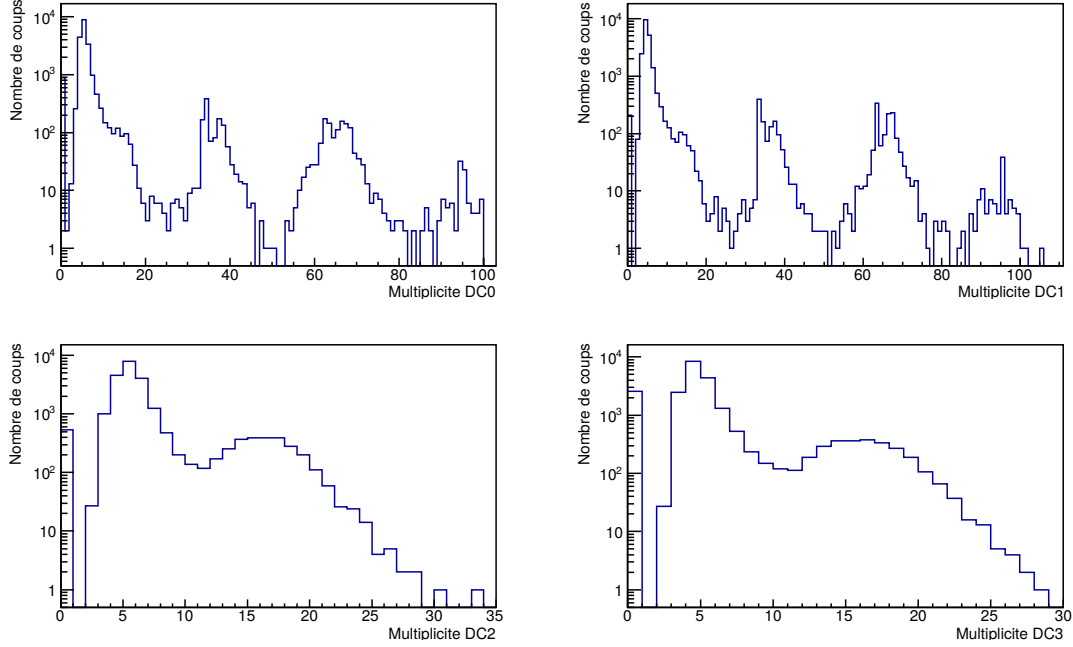 Nombre de coups
10^4
10^3
10^2
10
1
0 20 40 60 80 100
Multiplicite DC0
Nombre de coups
10^4
10^3
10^2
10
1
0 20 40 60 80 100
Multiplicite DC1
Nombre de coups
10^4
10^3
10^2
10
1
0 5 10 15 20 25 30 35
Multiplicite DC2
Nombre de coups
10^4
10^3
10^2
10
1
0 5 10 15 20 25 30
Multiplicite DC3